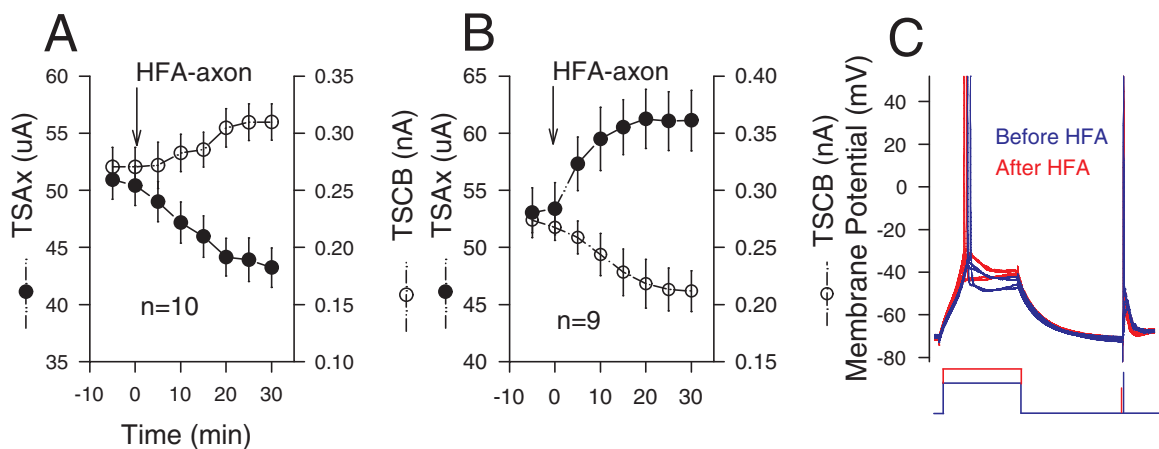 A
HFA-axon
TSAx (uA)
60
55
50
45
40
35
0.35
0.30
0.25
0.20
0.15
0.10
TSCB (nA)
n=10
-10 0 10 20 30
Time (min)
B
HFA-axon
TSAx (uA)
65
60
55
50
45
40
0.40
0.35
0.30
0.25
0.20
0.15
TSCB (nA)
n=9
-10 0 10 20 30
Time (min)
C
Membrane Potential (mV)
40
0
-20
-40
-60
-80
Before HFA
After HFA